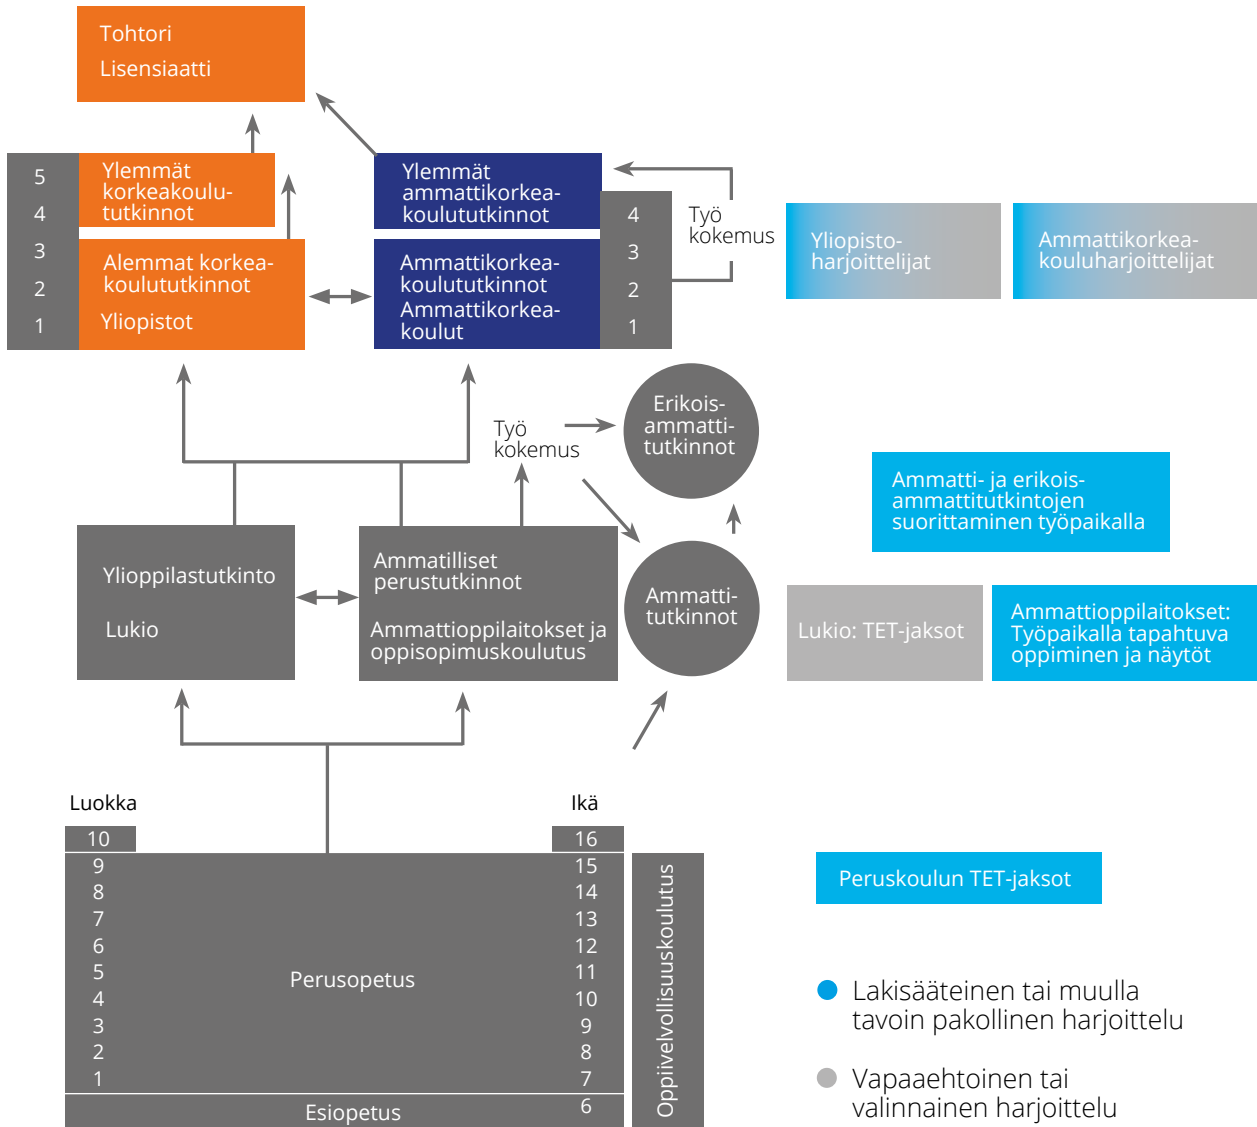 Tohtori
Lisensiaatti
5
4
3
2
1
Ylemmät
korkeakoulu-
tutkinnot
Alemmat korkea-
koulututkinnot
Yliopistot
Ylemmät
ammattikorkea-
koulututkinnot
Ammattikorkea-
koulututkinnot
Ammattikorkea-
koulut
4
3
2
1
Työ
kokemus
Yliopisto-
harjoittelijat
Ammattikorkea-
kouluharjoittelijat
Työ
kokemus
Erikois-
ammatti-
tutkinnot
Ammatti- ja erikois-
ammattitutkintojen
suorittaminen työpaikalla
Ylioppilastutkinto
Lukio
Ammatilliset
perustutkinnot
Ammattioppilaitokset ja
oppisopimuskoulutus
Ammatti-
tutkinnot
Lukio: TET-jaksot
Ammattioppilaitokset:
Työpaikalla tapahtuva
oppiminen ja näytöt
Luokka
10
9
8
7
6
5
4
3
2
1
Perusopetus
Esiopetus
Ikä
16
15
14
13
12
11
10
9
8
7
6
Oppiivelvollisuuskoulutus
Peruskoulun TET-jaksot
Lakisääteinen tai muulla
tavoin pakollinen harjoittelu
Vapaaehtoinen tai
valinnainen harjoittelu